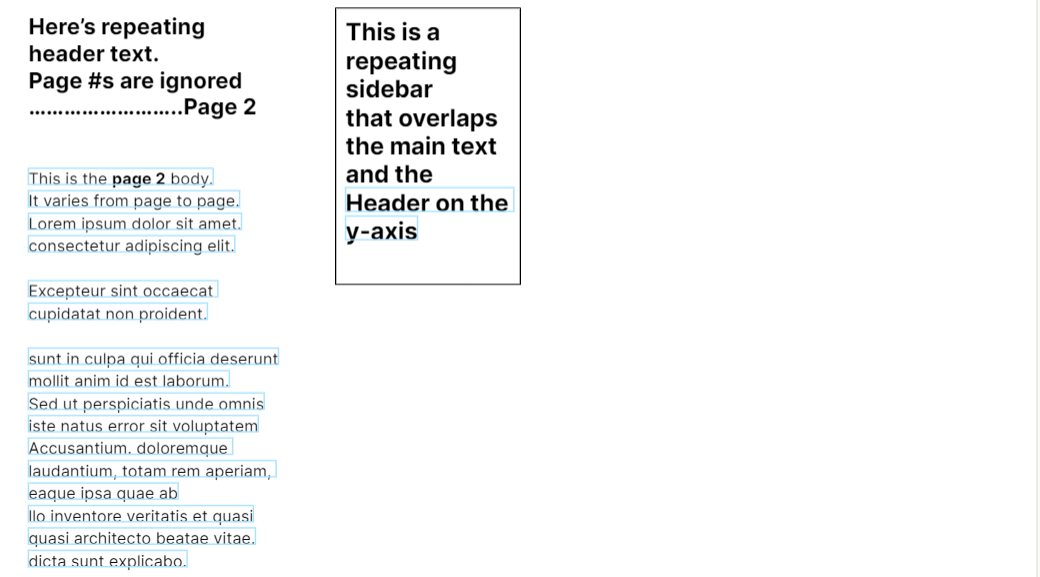 Here’s repeating
header text.
Page #s are ignored
……………………..Page 2
This is the page 2 body.
It varies from page to page.
Lorem ipsum dolor sit amet.
consectetur adipiscing elit.
Excepteur sint occaecat
cupidatat non proident.
sunt in culpa qui officia deserunt
mollit anim id est laborum.
Sed ut perspiciatis unde omnis
iste natus error sit voluptatem
Accusantium. doloremque
laudantium, totam rem aperiam,
eaque ipsa quae ab
llo inventore veritatis et quasi
quasi architecto beatae vitae.
dicta sunt explicabo.
This is a
repeating
sidebar
that overlaps
the main text
and the
Header on the
y-axis